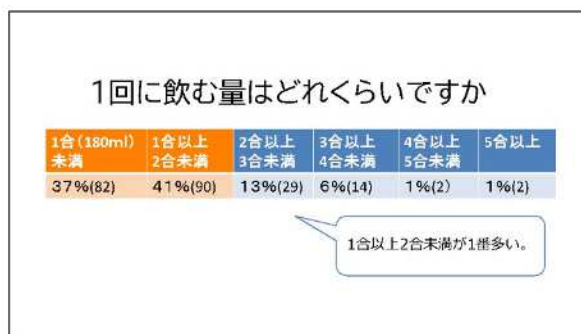 1回に飲む量はどれくらいですか
1合(180ml)未満 1合以上2合未満 2合以上3合未満 3合以上4合未満 4合以上5合未満 5合以上
37%(82) 41%(90) 13%(29) 6%(14) 1%(2) 1%(2)
1合以上2合未満が1番多い。